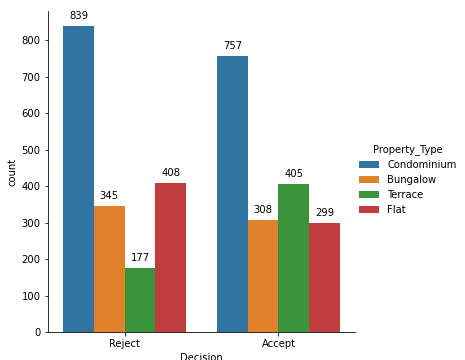 839
757
345
177
408
308
405
299
count
800
700
600
500
400
300
200
100
0
Reject
Accept
Decision
Property_Type
Condominium
Bungalow
Terrace
Flat